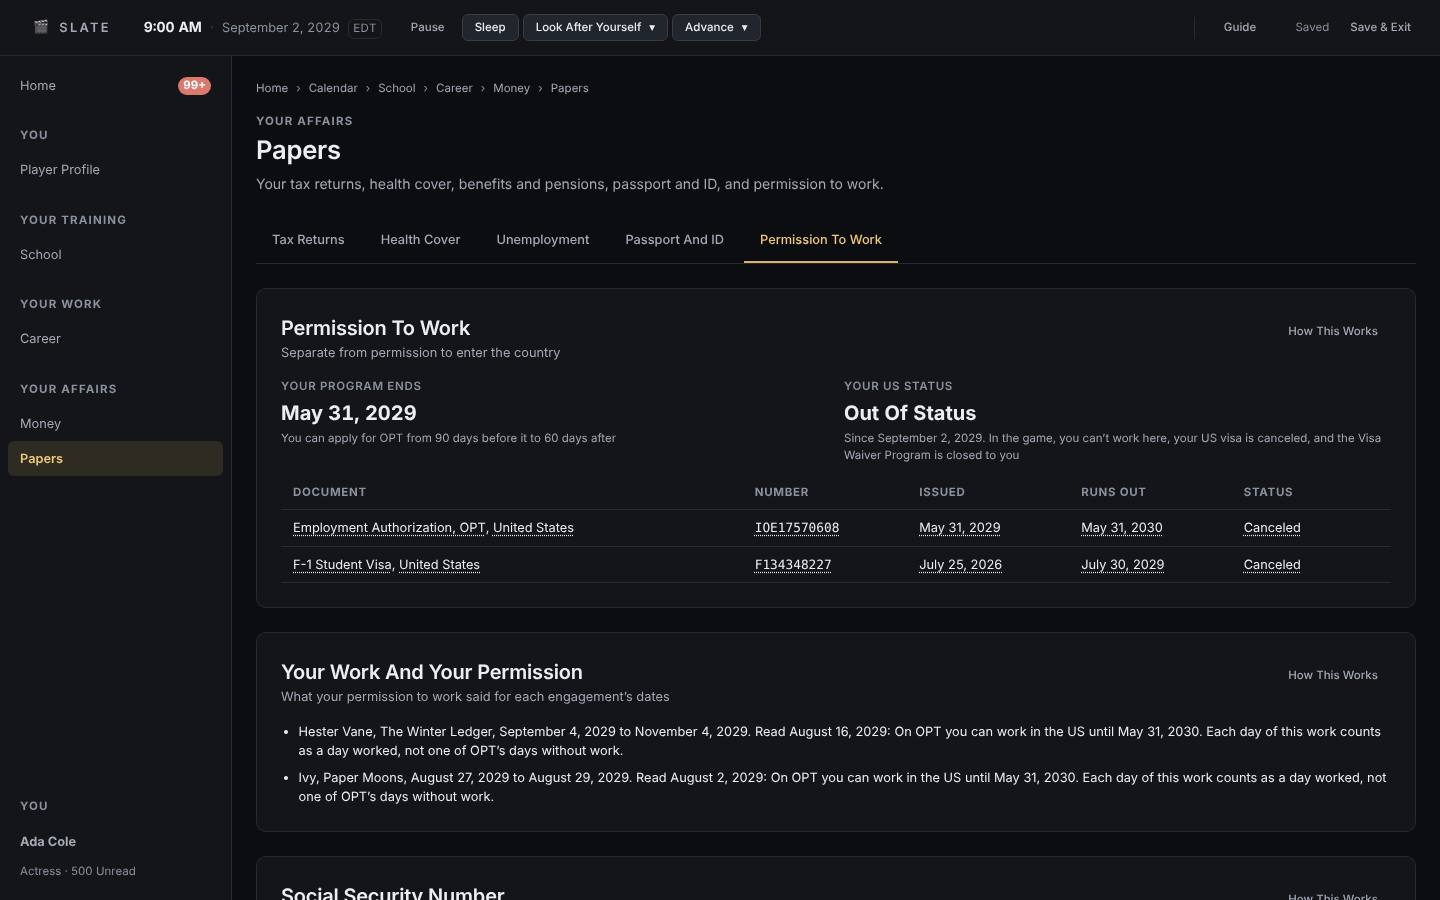 SLATE
9:00 AM · September 2, 2029 EDT
Pause
Sleep
Look After Yourself ▾
Advance ▾
Guide
Saved
Save & Exit
Home
99+
YOU
Player Profile
YOUR TRAINING
School
YOUR WORK
Career
YOUR AFFAIRS
Money
Papers
YOU
Ada Cole
Actress · 500 Unread
Home › Calendar › School › Career › Money › Papers
YOUR AFFAIRS
Papers
Your tax returns, health cover, benefits and pensions, passport and ID, and permission to work.
Tax Returns
Health Cover
Unemployment
Passport And ID
Permission To Work
Permission To Work
How This Works
Separate from permission to enter the country
YOUR PROGRAM ENDS
May 31, 2029
You can apply for OPT from 90 days before it to 60 days after
YOUR US STATUS
Out Of Status
Since September 2, 2029. In the game, you can't work here, your US visa is canceled, and the Visa
Waiver Program is closed to you
DOCUMENT NUMBER ISSUED RUNS OUT STATUS
Employment Authorization, OPT, United States IOE17570608 May 31, 2029 May 31, 2030 Canceled
F-1 Student Visa, United States F134348227 July 25, 2026 July 30, 2029 Canceled
Your Work And Your Permission
How This Works
What your permission to work said for each engagement's dates
• Hester Vane, The Winter Ledger, September 4, 2029 to November 4, 2029. Read August 16, 2029: On OPT you can work in the US until May 31, 2030. Each day of this work counts
as a day worked, not one of OPT's days without work.
• Ivy, Paper Moons, August 27, 2029 to August 29, 2029. Read August 2, 2029: On OPT you can work in the US until May 31, 2030. Each day of this work counts as a day worked, not
one of OPT's days without work.
Social Security Number
How This Works